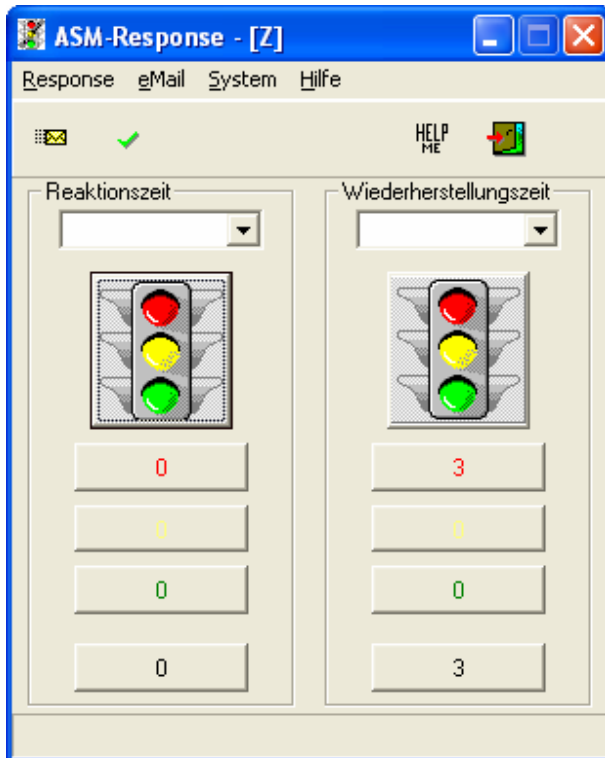 ASM-Response - [Z]
Response eMail System Hilfe
HELP
ME
Reaktionszeit
Wiederherstellungszeit
0
3
0
0
0
0
0
3